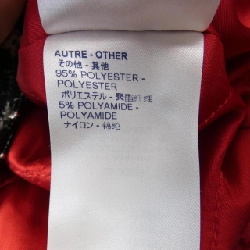 AUTRE - OTHER
その他 - 其他
95% POLYESTER -
POLYESTER
ポリエステル - 聚酯纖維
5% POLYAMIDE -
POLYAMIDE
ナイロン - 錦綸